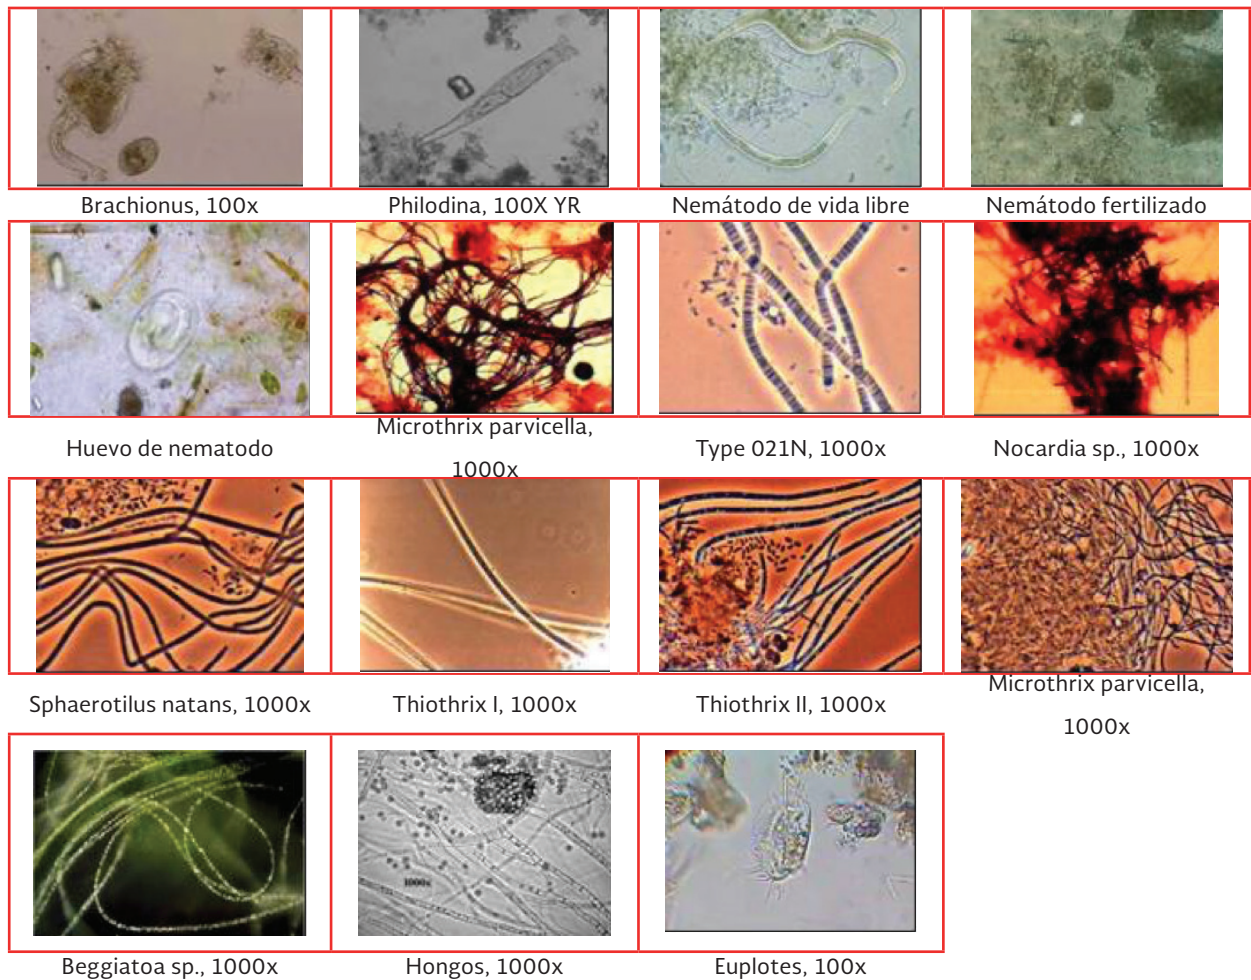 Brachionus, 100x
Philodina, 100X YR
Nemátodo de vida libre
Nemátodo fertilizado
Huevo de nematodo
Microthrix parvicella,
1000x
Type 021N, 1000x
Nocardia sp., 1000x
Sphaerotilus natans, 1000x
Thiothrix I, 1000x
Thiothrix II, 1000x
Microthrix parvicella,
1000x
1000x
Beggiatoa sp., 1000x
Hongos, 1000x
Euplotes, 100x